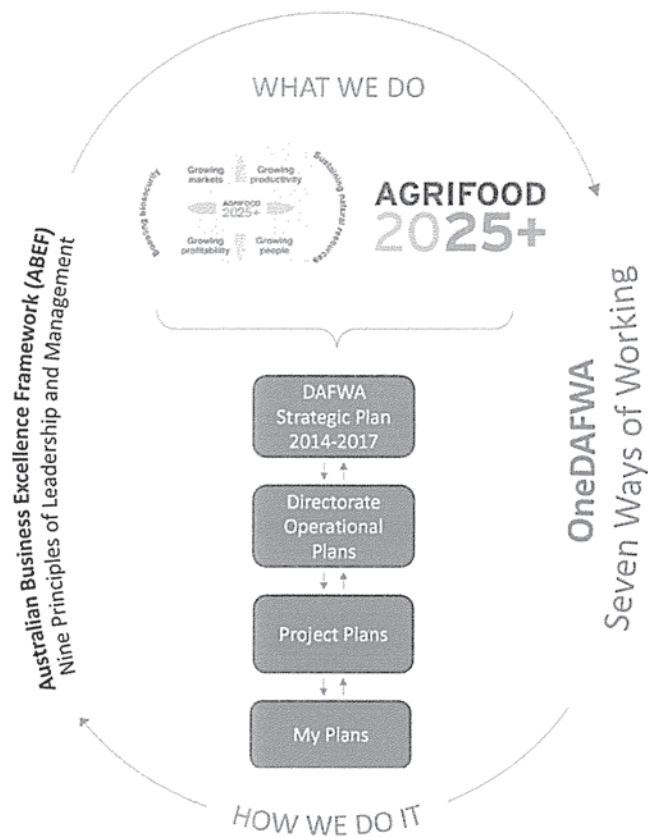 WHAT WE DO
Boosting biosecurity
Growing
markets
Growing
productivity
AGRIFOOD
2025+
Growing
profitability
Growing
people
Sustaining natural resources
AGRIFOOD
2025+
Australian Business Excellence Framework (ABEF)
Nine Principles of Leadership and Management
DAFWA
Strategic Plan
2014-2017
Directorate
Operational
Plans
Project Plans
My Plans
OneDAFWA
Seven Ways of Working
HOW WE DO IT